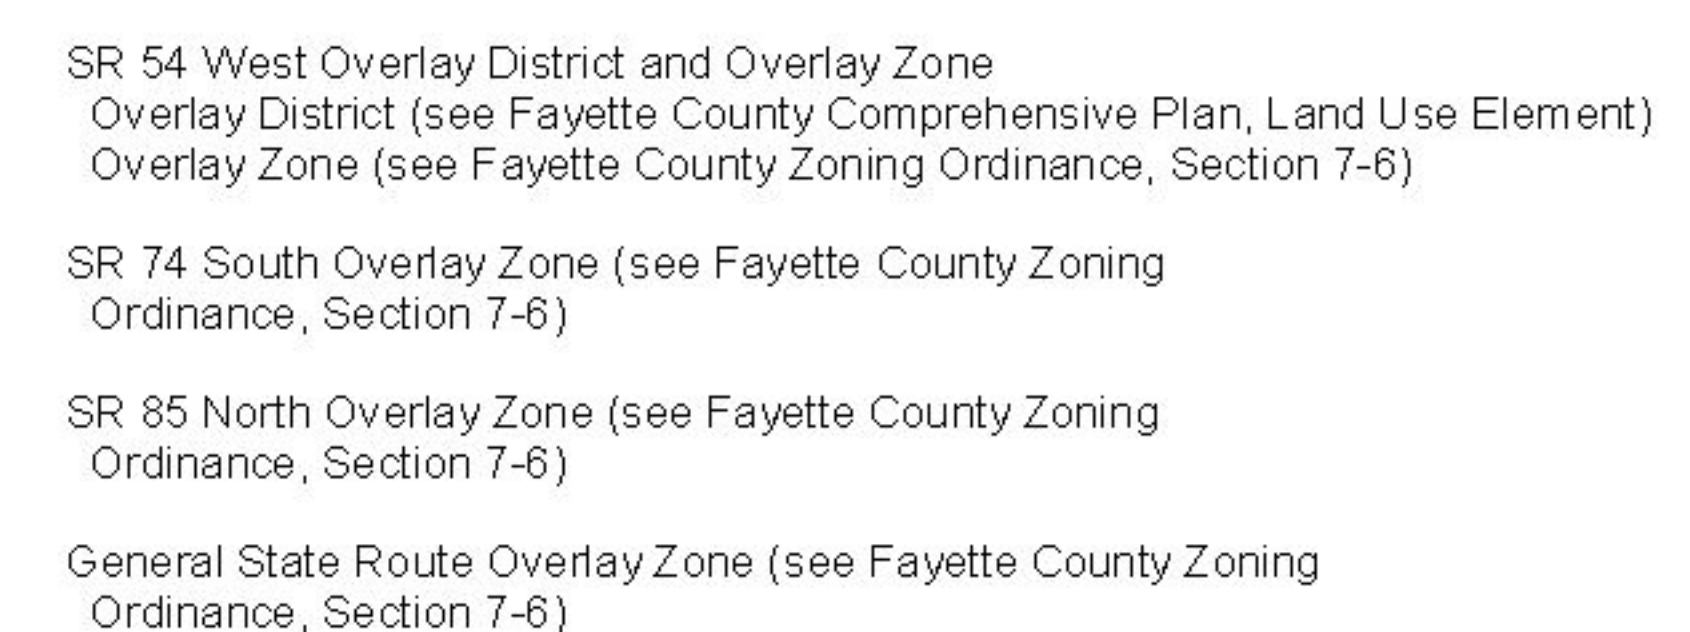 SR 54 West Overlay District and Overlay Zone
Overlay District (see Fayette County Comprehensive Plan, Land Use Element)
Overlay Zone (see Fayette County Zoning Ordinance, Section 7-6)
SR 74 South Overlay Zone (see Fayette County Zoning
Ordinance, Section 7-6)
SR 85 North Overlay Zone (see Fayette County Zoning
Ordinance, Section 7-6)
General State Route Overlay Zone (see Fayette County Zoning
Ordinance, Section 7-6)